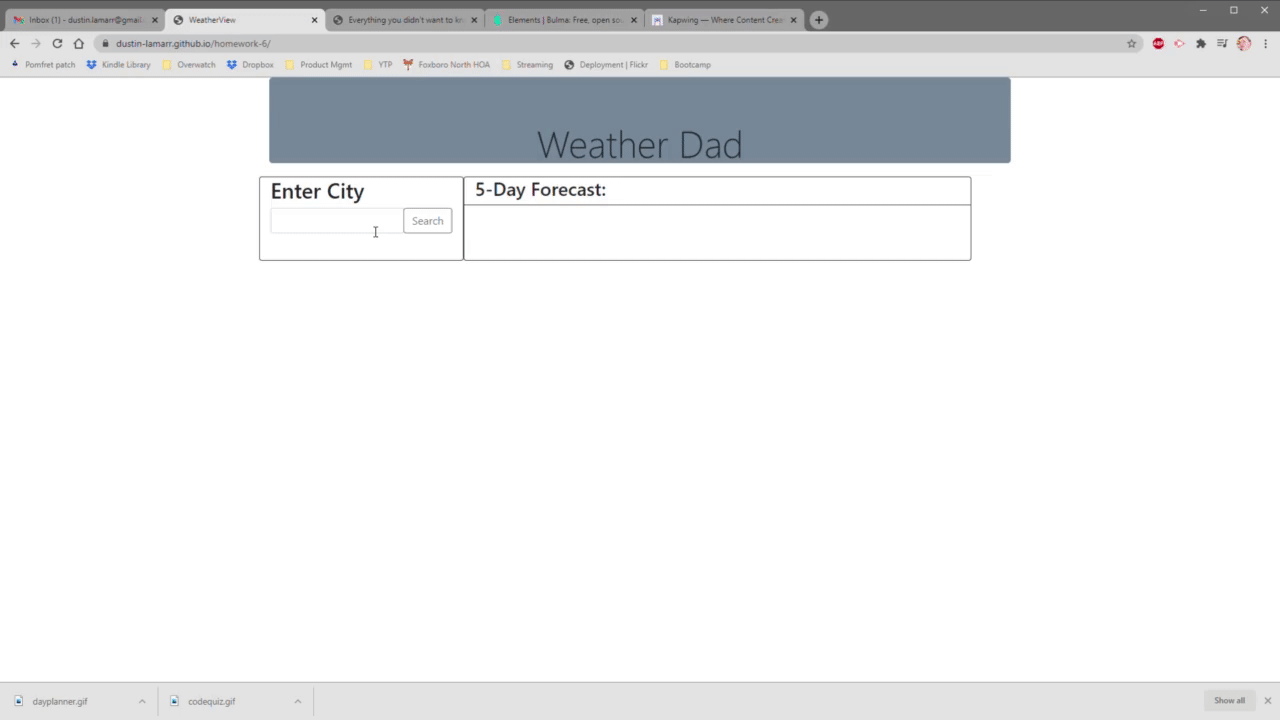 Inbox (1) - dustin.lamarr@gmail.
WeatherView
Everything you didn't want to kn
Elements | Bulma: Free, open sou
Kapwing — Where Content Crea
dustin-lamarr.github.io/homework-6/
Pomfret patch
Kindle Library
Overwatch
Dropbox
Product Mgmt
YTP
Foxboro North HOA
Streaming
Deployment | Flickr
Bootcamp
Weather Dad
Enter City
Search
5-Day Forecast:
dayplanner.gif
codequiz.gif
Show all